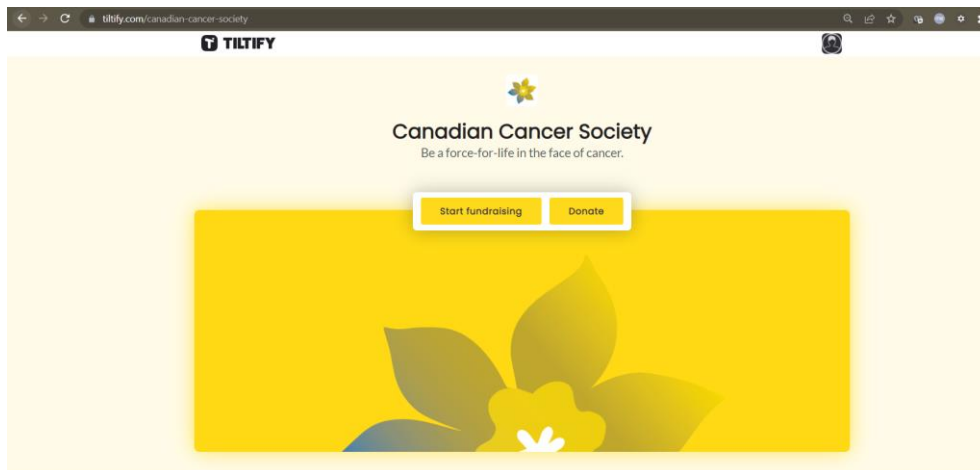 tiltify.com/canadian-cancer-society
TILTIFY
Canadian Cancer Society
Be a force-for-life in the face of cancer.
Start fundraising
Donate